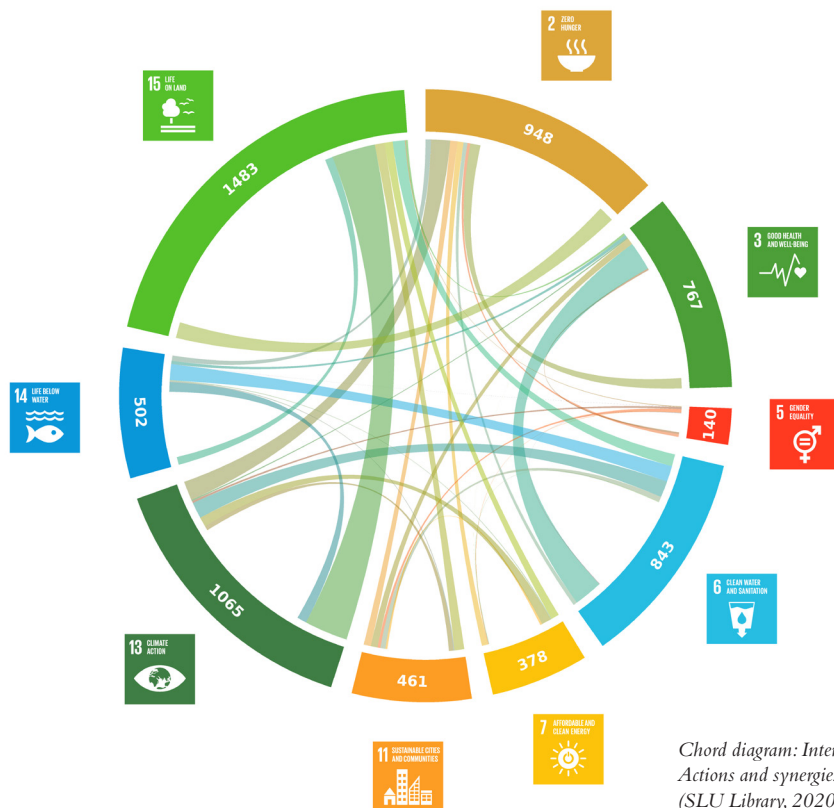 2 ZERO
HUNGER
948
3 GOOD HEALTH
AND WELL-BEING
767
5 GENDER
EQUALITY
140
6 CLEAN WATER
AND SANITATION
843
7 AFFORDABLE AND
CLEAN ENERGY
378
11 SUSTAINABLE CITIES
AND COMMUNITIES
461
13 CLIMATE
ACTION
1065
14 LIFE BELOW
WATER
502
15 LIFE
ON LAND
1483
Chord diagram: Inter
Actions and synergies
(SLU Library, 2020